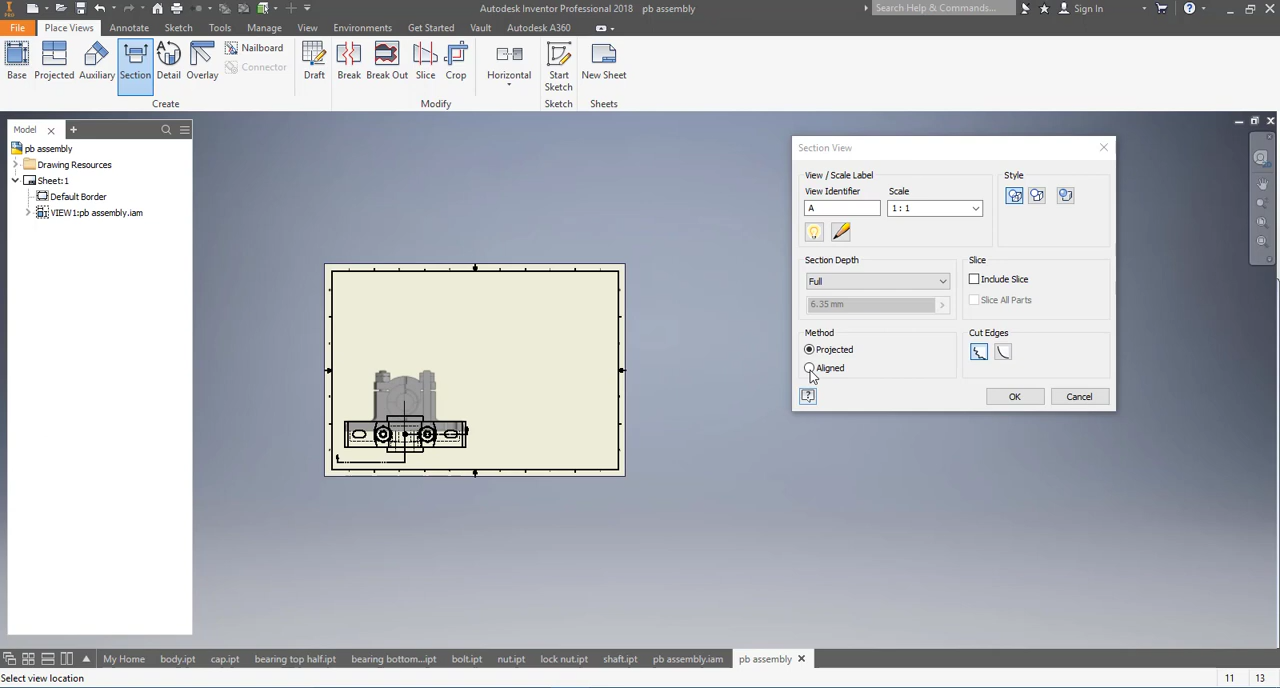 Autodesk Inventor Professional 2018 pb assembly
Search Help & Commands...
Sign In
PRO
File Place Views Annotate Sketch Tools Manage View Environments Get Started Vault Autodesk A360
Base Projected Auxiliary Section Detail Overlay
Nailboard
Connector
Draft Break Break Out Slice Crop Horizontal Start Sketch New Sheet
Create Modify Sketch Sheets
Model
pb assembly
Drawing Resources
Sheet:1
Default Border
VIEW1:pb assembly.iam
Section View
View / Scale Label
Style
View Identifier Scale
A 1 : 1
Section Depth
Slice
Full
Include Slice
6.35 mm
Slice All Parts
Method
Cut Edges
Projected
Aligned
OK Cancel
My Home body.ipt cap.ipt bearing top half.ipt bearing bottom...ipt bolt.ipt nut.ipt lock nut.ipt shaft.ipt pb assembly.iam pb assembly
Select view location
11 13